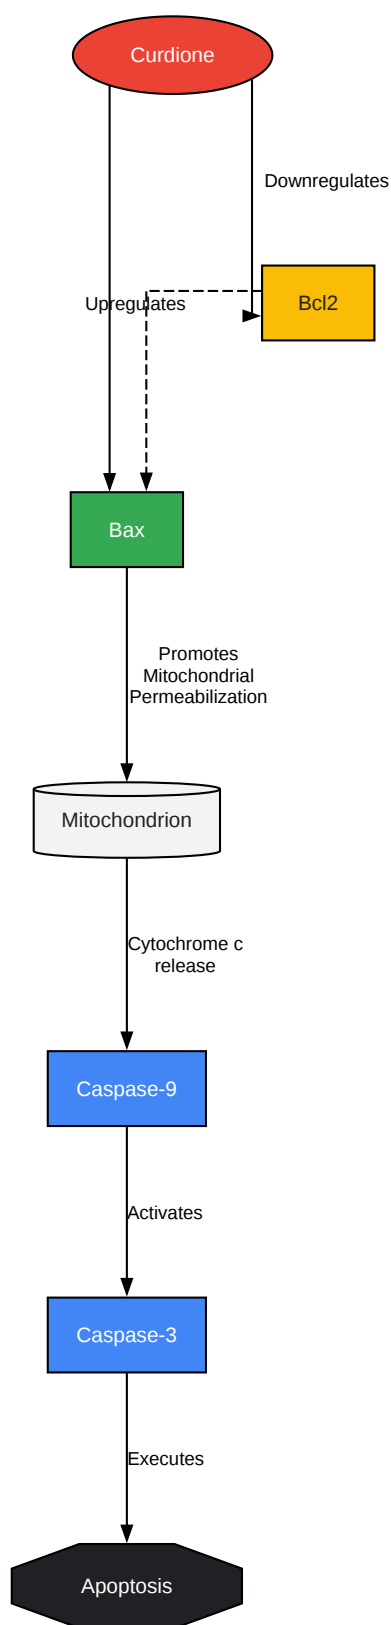 Curdione
Downregulates
Bcl2
Upregulates
Bax
Promotes
Mitochondrial
Permeabilization
Mitochondrion
Cytochrome c
release
Caspase-9
Activates
Caspase-3
Executes
Apoptosis